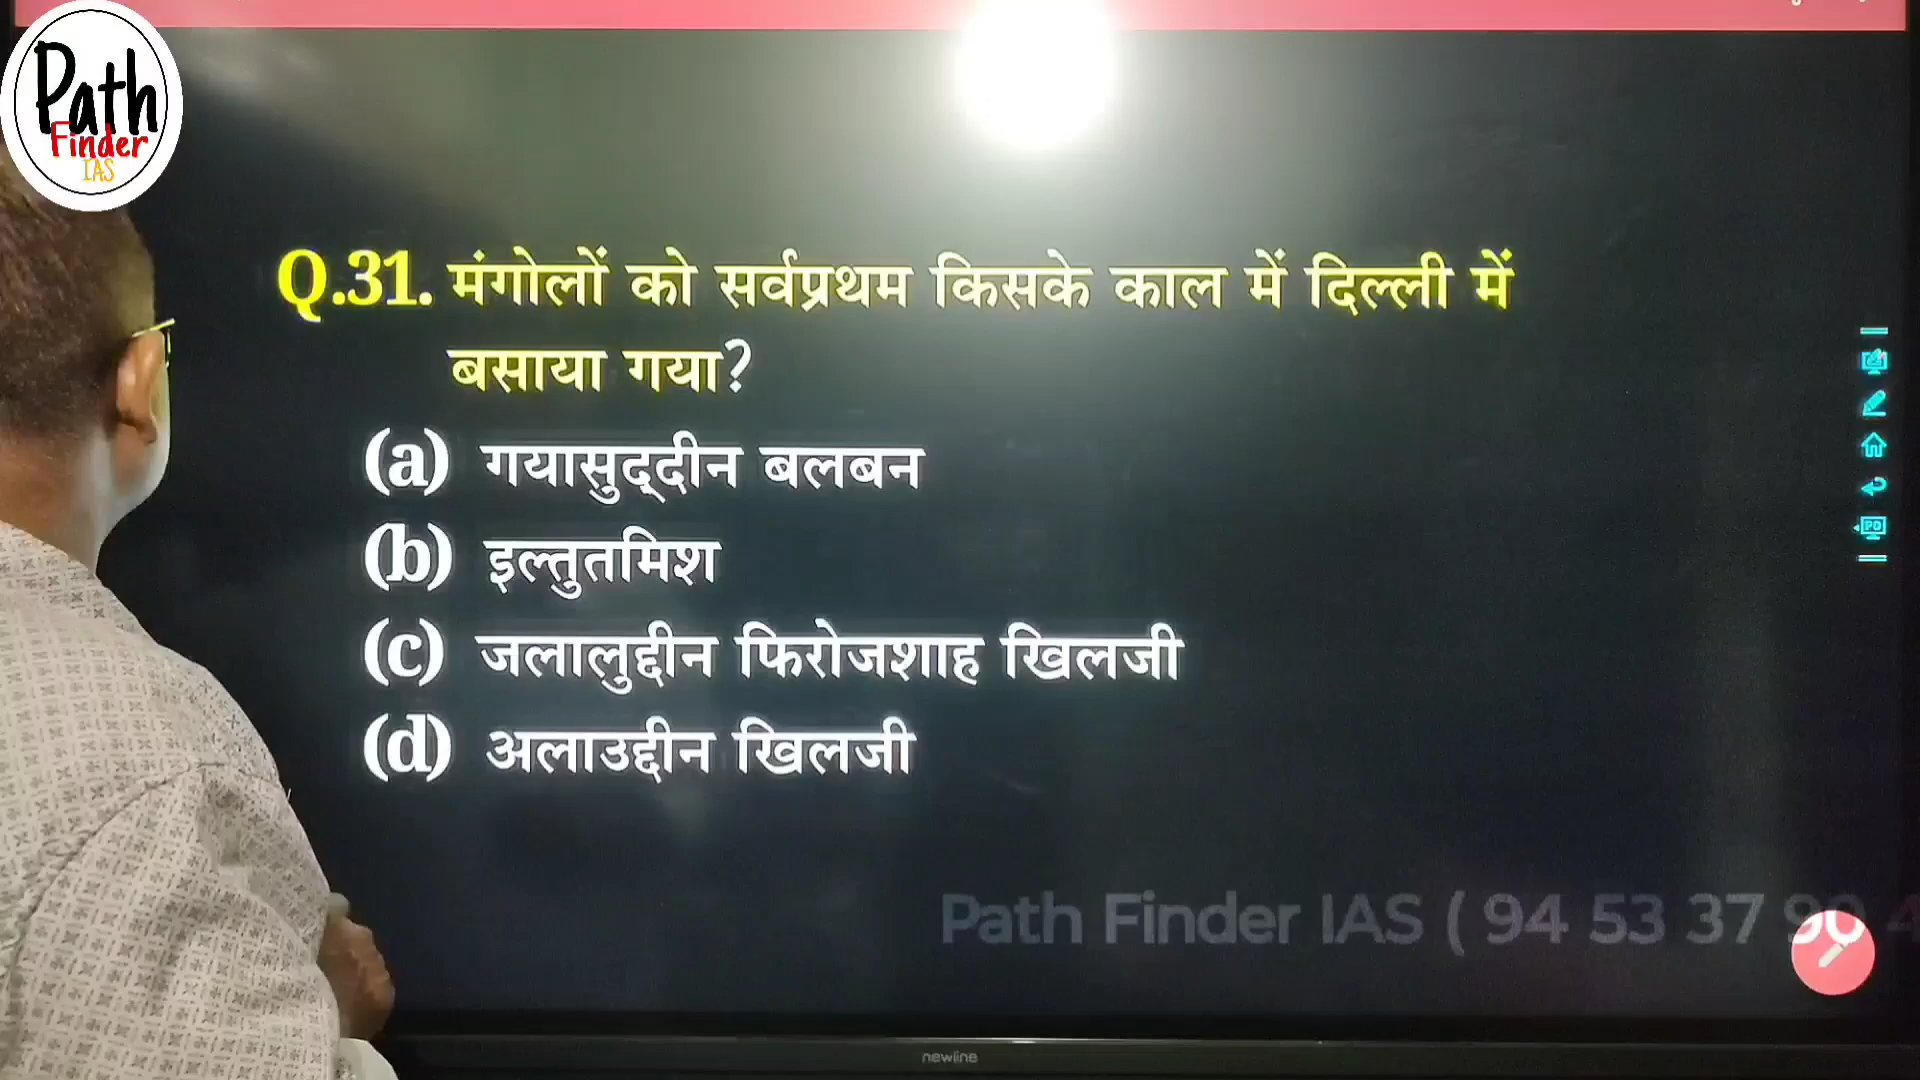 Path
Finder
IAS
Q.31. मंगोलों को सर्वप्रथम किसके काल में दिल्ली में
बसाया गया?
(a) गयासुद्दीन बलबन
(b) इल्तुतमिश
(c) जलालुद्दीन फिरोजशाह खिलजी
(d) अलाउद्दीन खिलजी
Path Finder IAS ( 94 53 37 90 4
newline